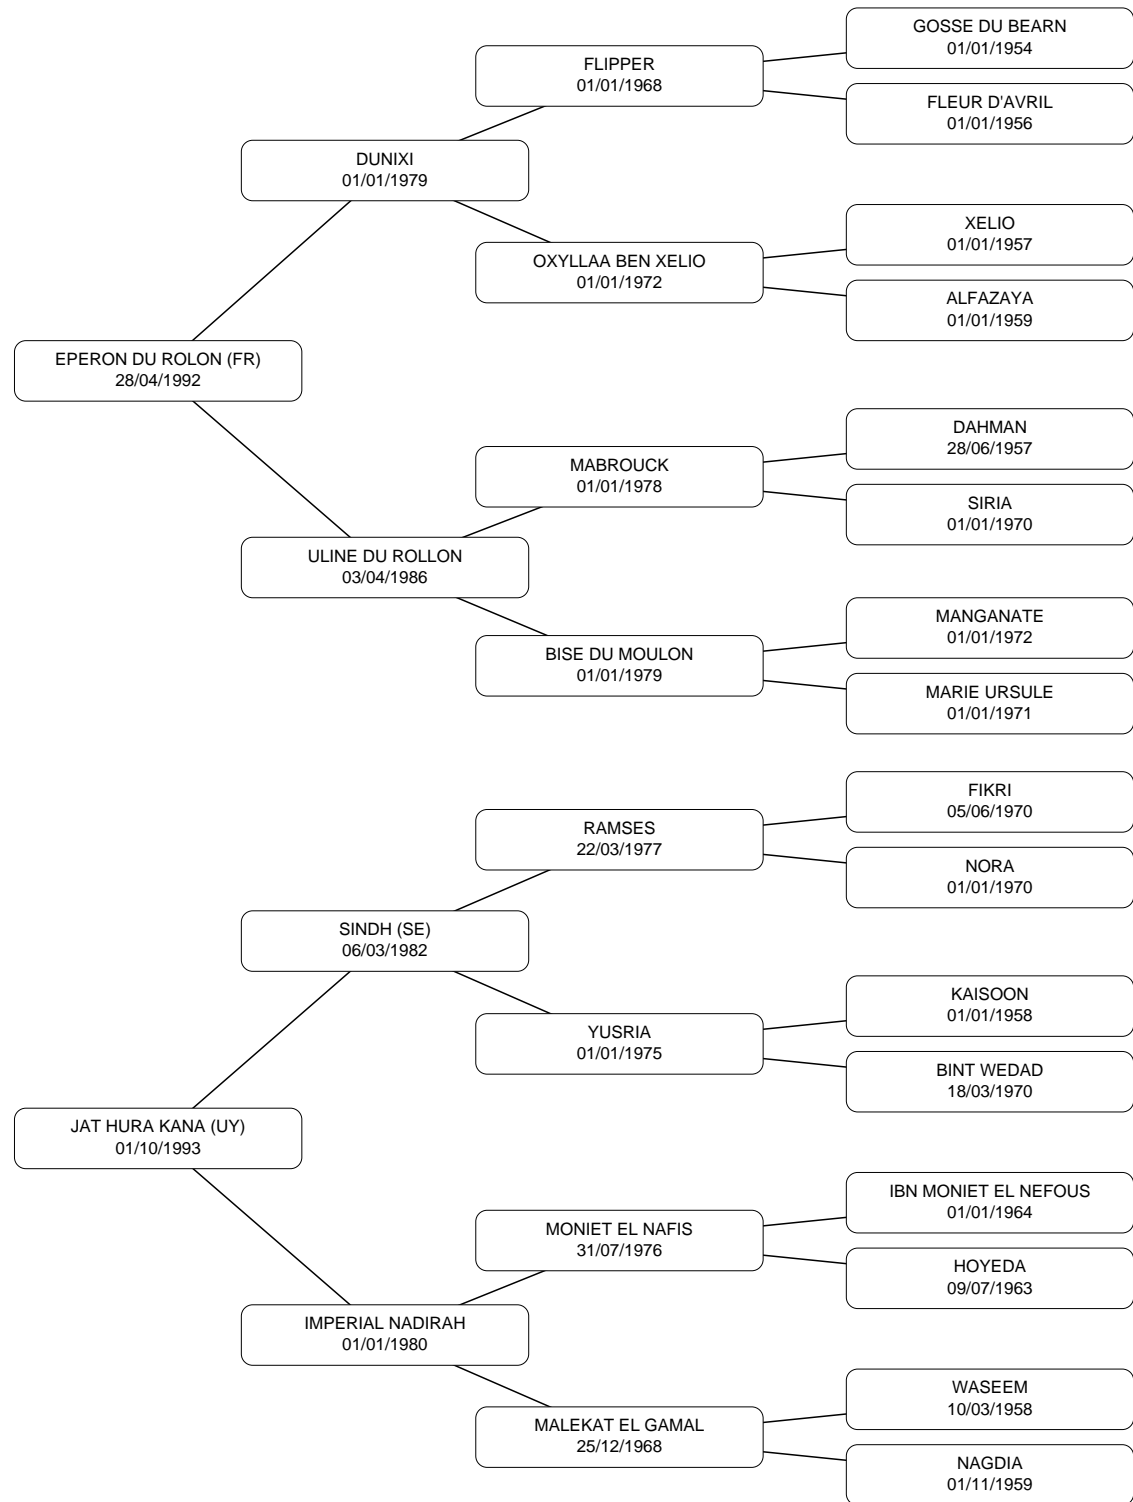 GOSSE DU BEARN
01/01/1954
FLIPPER
01/01/1968
FLEUR D'AVRIL
01/01/1956
DUNIXI
01/01/1979
XELIO
01/01/1957
OXYLLAA BEN XELIO
01/01/1972
ALFAZAYA
01/01/1959
EPERON DU ROLON (FR)
28/04/1992
DAHMAN
28/06/1957
MABROUCK
01/01/1978
SIRIA
01/01/1970
ULINE DU ROLLON
03/04/1986
MANGANATE
01/01/1972
BISE DU MOULON
01/01/1979
MARIE URSULE
01/01/1971
FIKRI
05/06/1970
RAMSES
22/03/1977
NORA
01/01/1970
SINDH (SE)
06/03/1982
KAISOON
01/01/1958
YUSRIA
01/01/1975
BINT WEDAD
18/03/1970
JAT HURA KANA (UY)
01/10/1993
IBN MONIET EL NEFOUS
01/01/1964
MONIET EL NAFIS
31/07/1976
HOYEDA
09/07/1963
IMPERIAL NADIRAH
01/01/1980
WASEEM
10/03/1958
MALEKAT EL GAMAL
25/12/1968
NAGDIA
01/11/1959